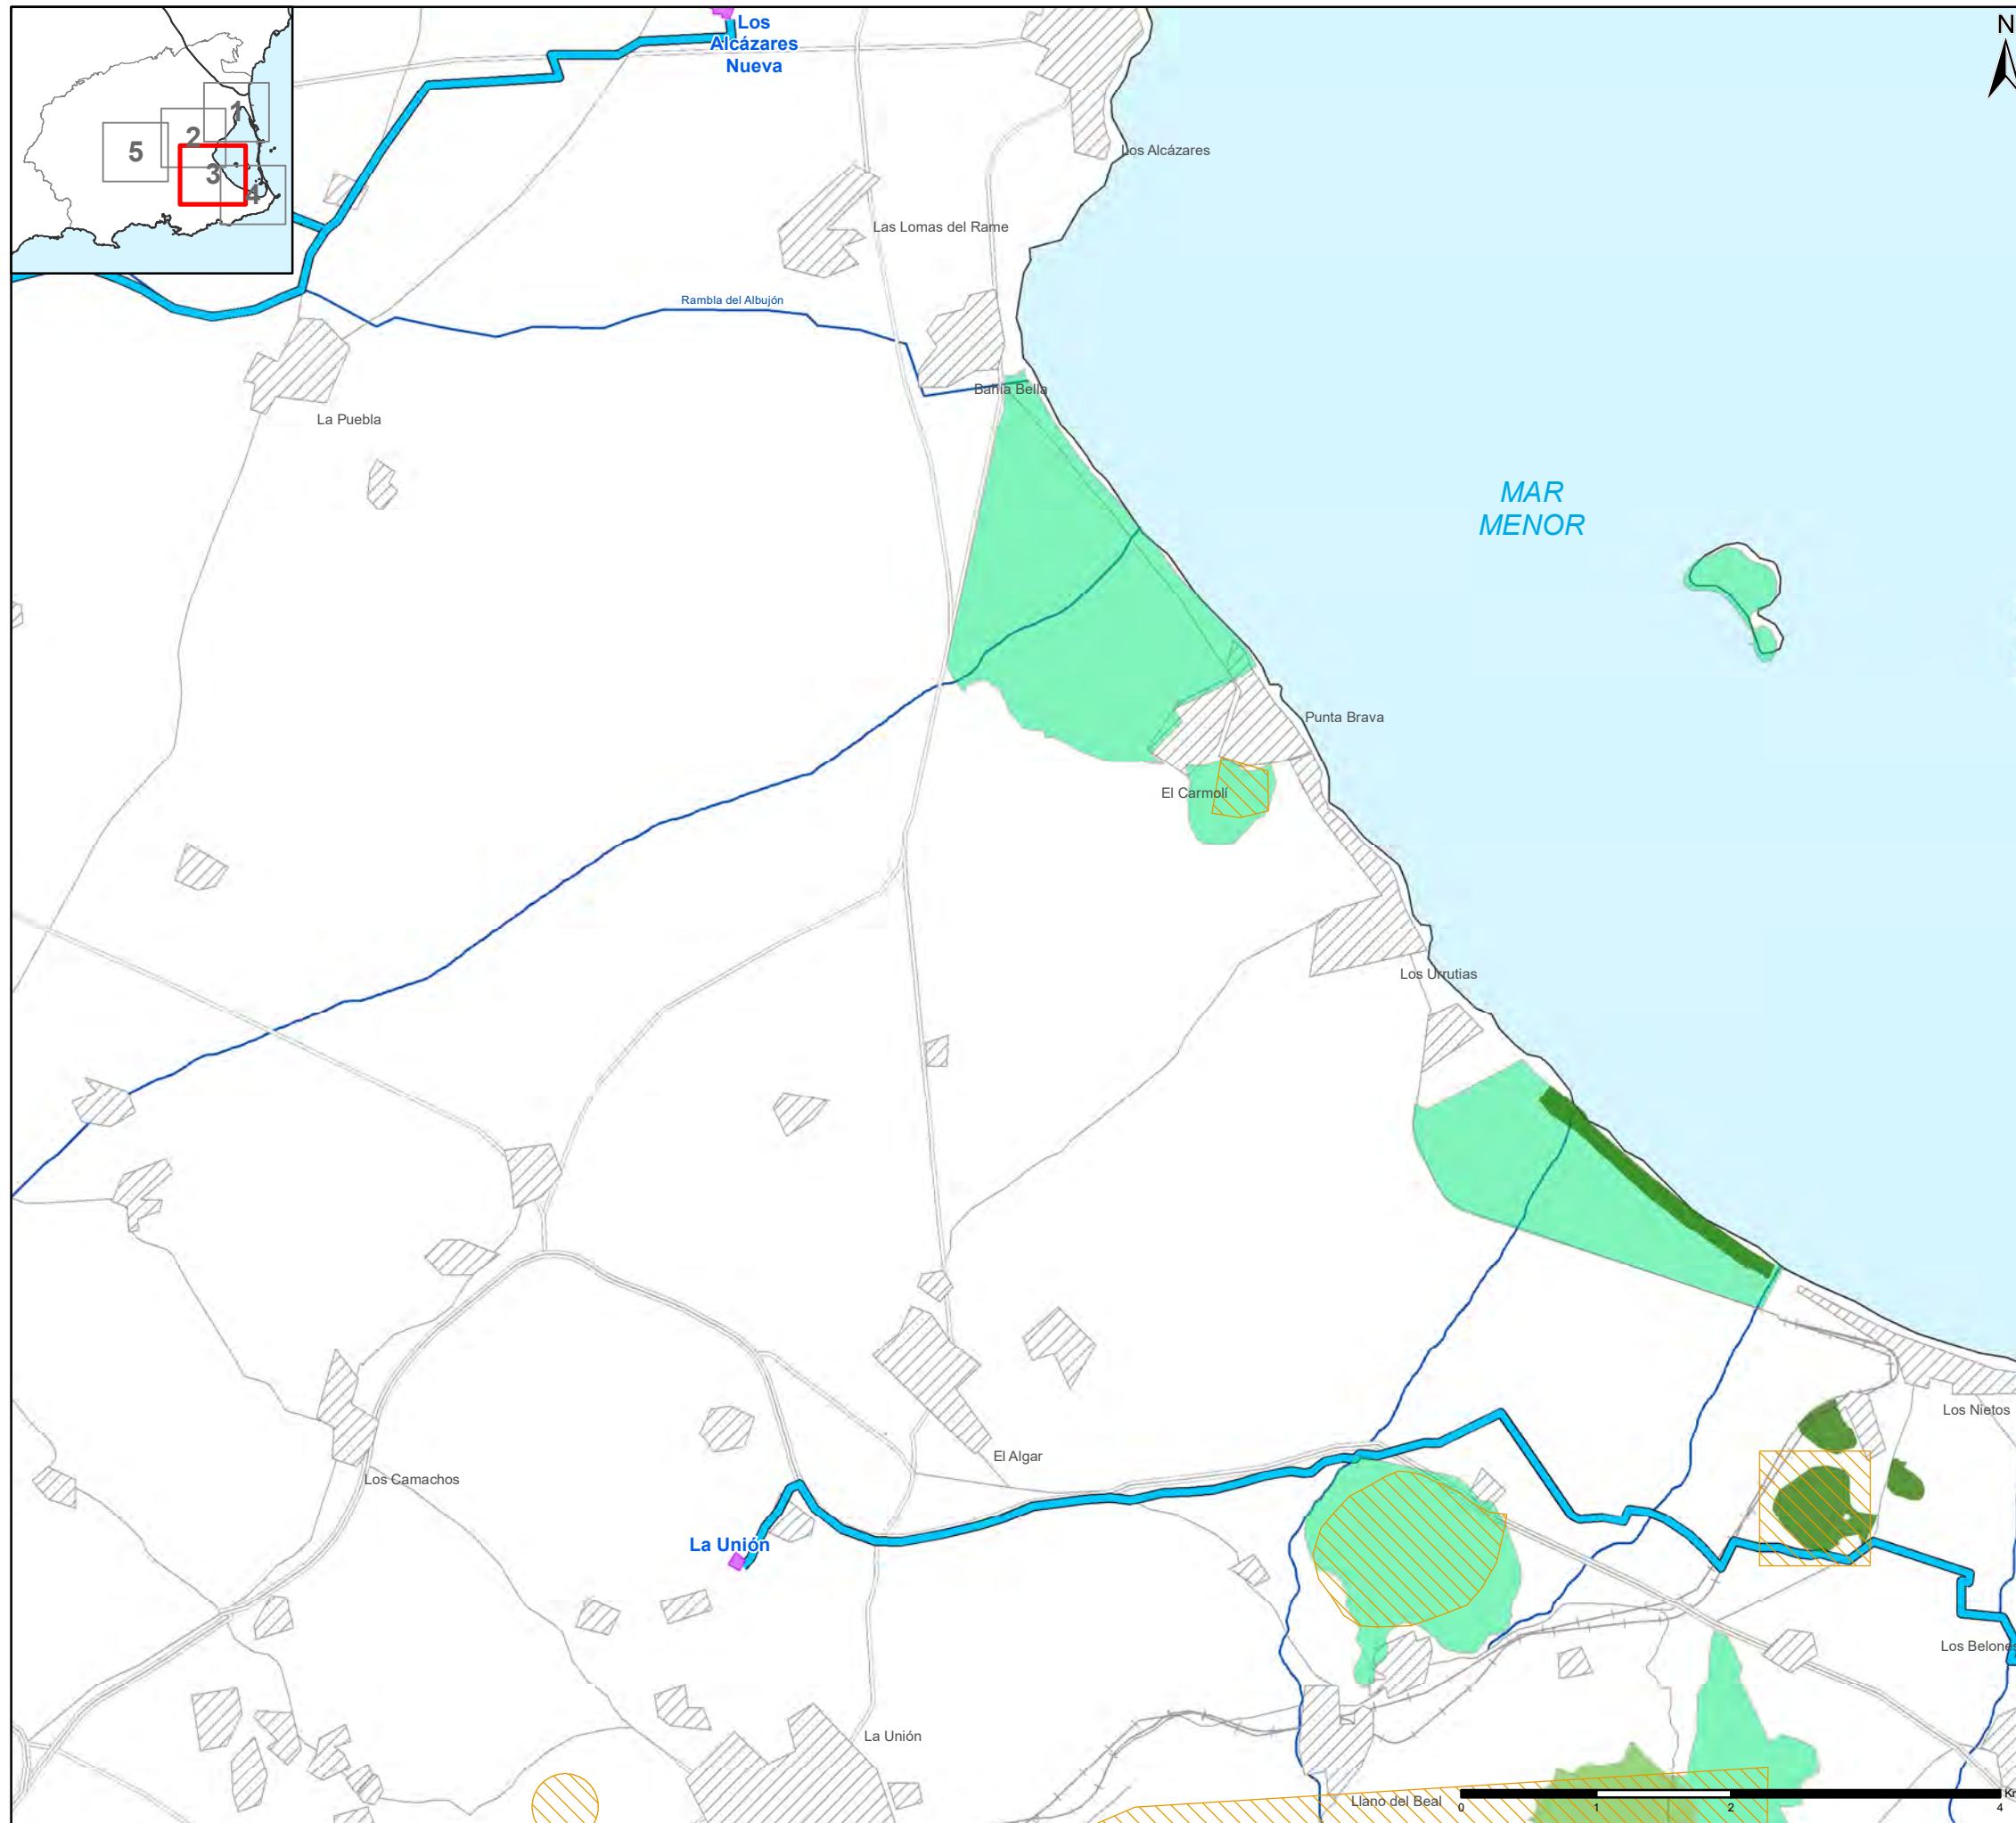 Los
Alcázares
Nueva
N
1
2
5
3
4
Los Alcázares
Las Lomas del Rame
Rambla del Albujón
Bahía Bella
La Puebla
MAR
MENOR
Punta Brava
El Carmolí
Los Urrutias
Los Nietos
El Algar
Los Camachos
La Unión
Los Belones
La Unión
Llano del Beal
0
1
2
4